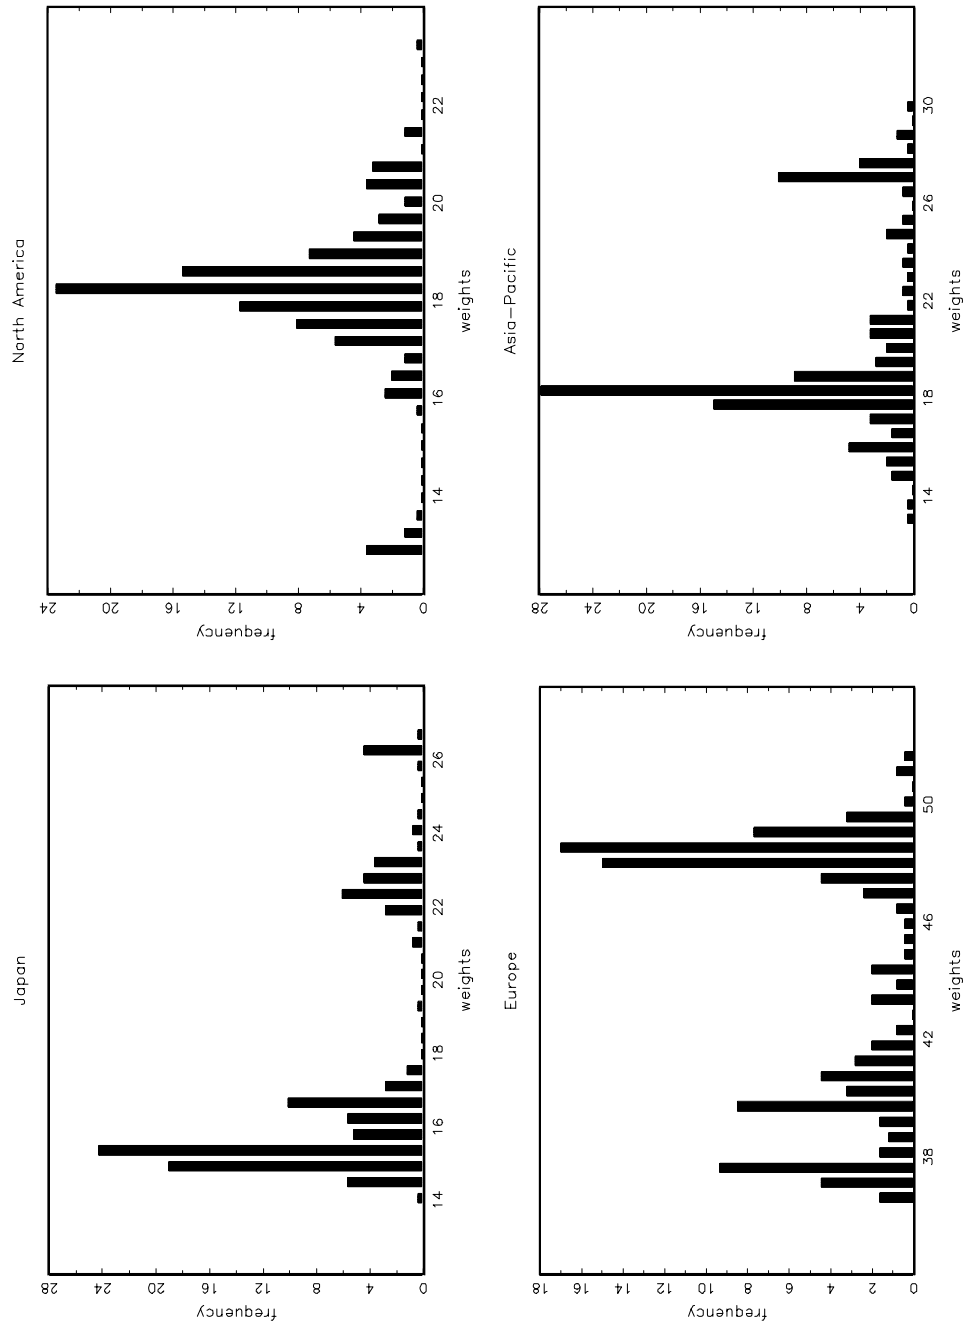 Japan
frequency
0 4 8 12 16 20 24 28
14 16 18 20 22 24 26
weights
North America
frequency
0 4 8 12 16 20 24
14 16 18 20 22
weights
Europe
frequency
0 2 4 6 8 10 12 14 16 18
38 42 46 50
weights
Asia-Pacific
frequency
0 4 8 12 16 20 24 28
14 18 22 26 30
weights